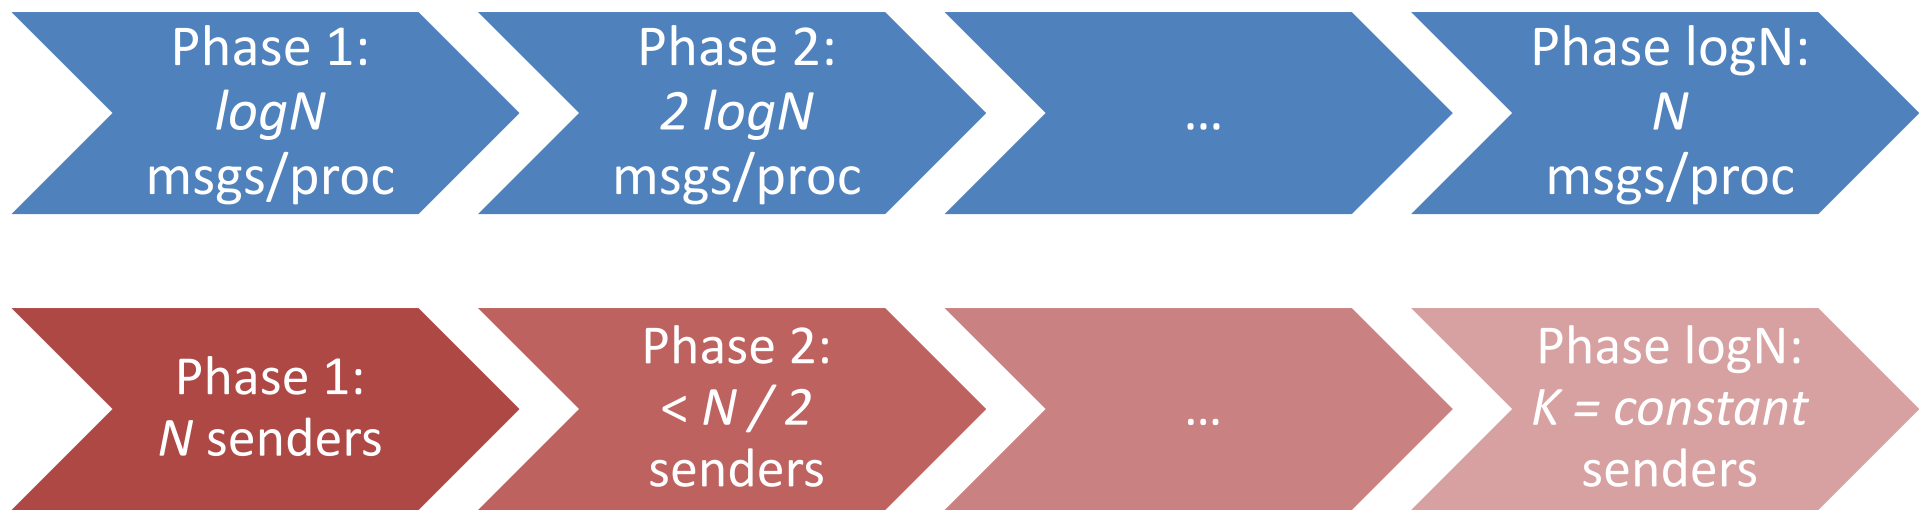 Phase 1:
logN
msgs/proc
Phase 2:
2 logN
msgs/proc
...
Phase logN:
N
msgs/proc
Phase 1:
N senders
Phase 2:
< N / 2
senders
...
Phase logN:
K = constant
senders